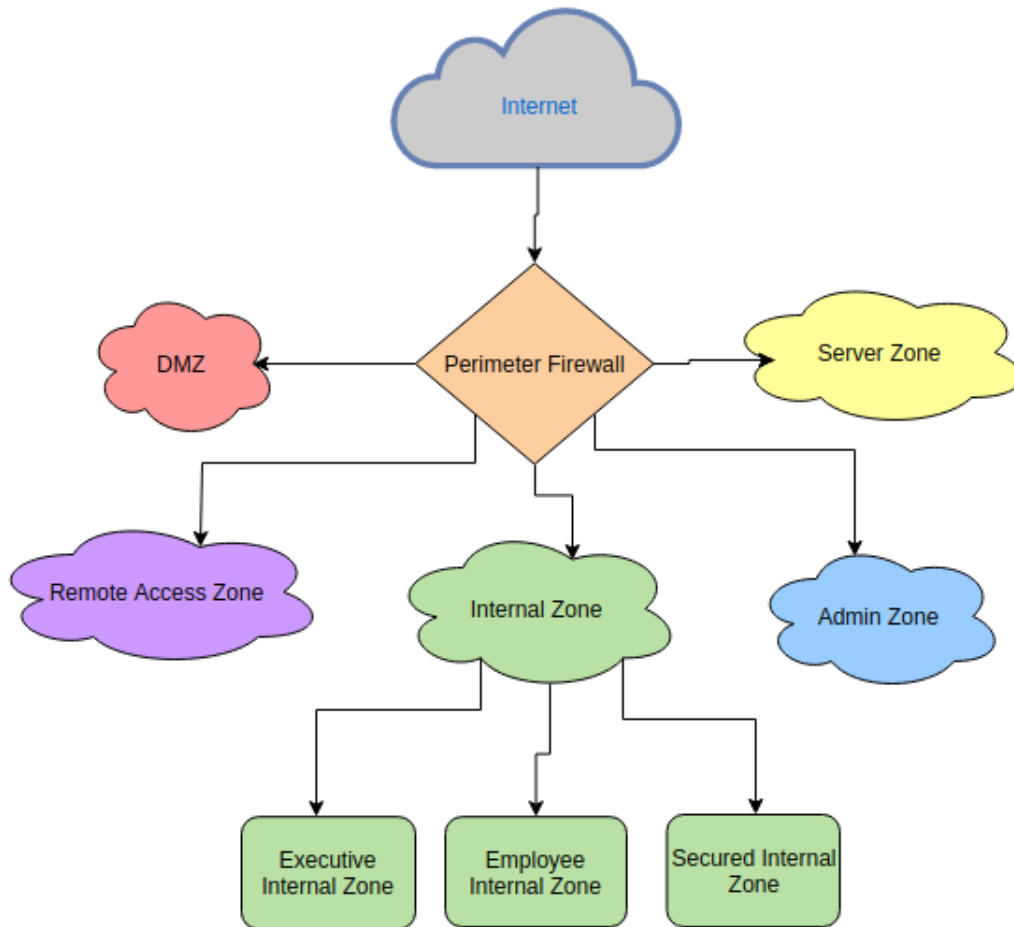 Internet
DMZ
Perimeter Firewall
Server Zone
Remote Access Zone
Internal Zone
Admin Zone
Executive
Internal Zone
Employee
Internal Zone
Secured Internal
Zone